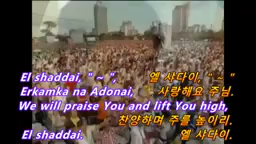 El shaddai, " ~ ", 엘 샤다이, " ~ "
Erkamka na Adonai, 사랑해요 주님.
We will praise You and lift You high,
찬양하며 주를 높이리.
El shaddai. 엘 샤다이.